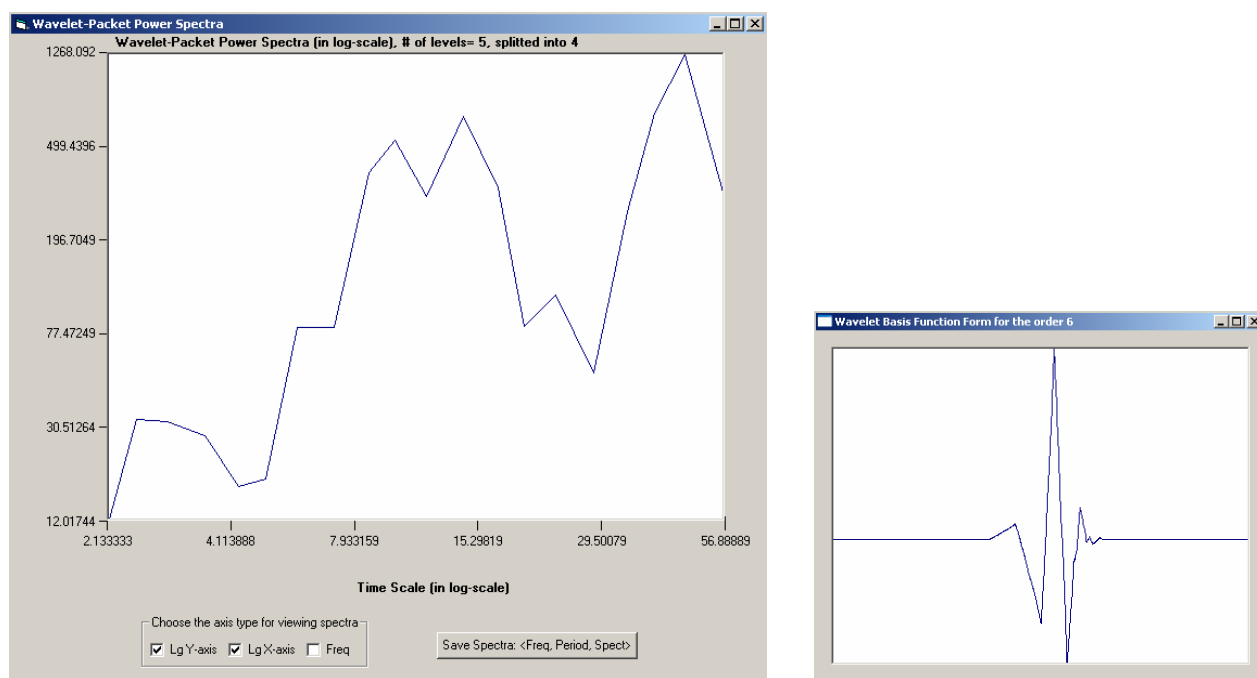 Wavelet-Packet Power Spectra
Wavelet-Packet Power Spectra (in log-scale), # of levels= 5, splitted into 4
1268.092
499.4396
196.7049
77.47249
30.51264
12.01744
2.133333 4.113888 7.933159 15.29819 29.50079 56.88889
Time Scale (in log-scale)
Choose the axis type for viewing spectra
Lg Y-axis Lg X-axis Freq
Save Spectra: <Freq, Period, Spect>
Wavelet Basis Function Form for the order 6